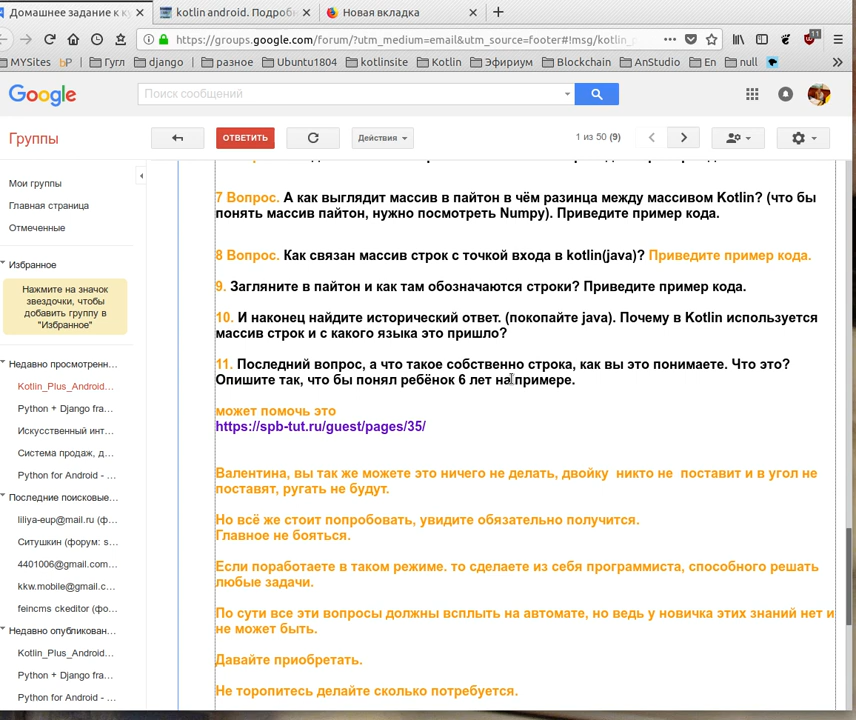 Домашнее задание к к
kotlin android. Подробн
Новая вкладка
https://groups.google.com/forum/?utm_medium=email&utm_source=footer#!msg/kotlin_
11
MYSites
bP
Гугл
django
разное
Ubuntu1804
kotlinsite
Kotlin
Эфириум
Blockchain
AnStudio
En
null
Google
Поиск сообщений
Группы
ОТВЕТИТЬ
Действия
1 из 50 (9)
Мои группы
Главная страница
Отмеченные
Избранное
Нажмите на значок
звездочки, чтобы
добавить группу в
"Избранное"
Недавно просмотренн…
Kotlin_Plus_Android…
Python + Django fra…
Искусственный инт…
Система продаж, д…
Python for Android - …
Последние поисковые…
liliya-eup@mail.ru (ф…
Ситушкин (форум: s…
4401006@gmail.com…
kkw.mobile@gmail.c…
feincms ckeditor (фо…
Недавно опубликован…
Kotlin_Plus_Android…
Python + Django fra…
Python for Android - …
7 Вопрос. А как выглядит массив в пайтон в чём разинца между массивом Kotlin? (что бы
понять массив пайтон, нужно посмотреть Numpy). Приведите пример кода.
8 Вопрос. Как связан массив строк с точкой входа в kotlin(java)? Приведите пример кода.
9. Загляните в пайтон и как там обозначаются строки? Приведите пример кода.
10. И наконец найдите исторический ответ. (покопайте java). Почему в Kotlin используется
массив строк и с какого языка это пришло?
11. Последний вопрос, а что такое собственно строка, как вы это понимаете. Что это?
Опишите так, что бы понял ребёнок 6 лет например.
может помочь это
https://spb-tut.ru/guest/pages/35/
Валентина, вы так же можете это ничего не делать, двойку никто не поставит и в угол не
поставят, ругать не будут.
Но всё же стоит попробовать, увидите обязательно получится.
Главное не бояться.
Если поработаете в таком режиме. то сделаете из себя программиста, способного решать
любые задачи.
По сути все эти вопросы должны всплыть на автомате, но ведь у новичка этих знаний нет и
не может быть.
Давайте приобретать.
Не торопитесь делайте сколько потребуется.